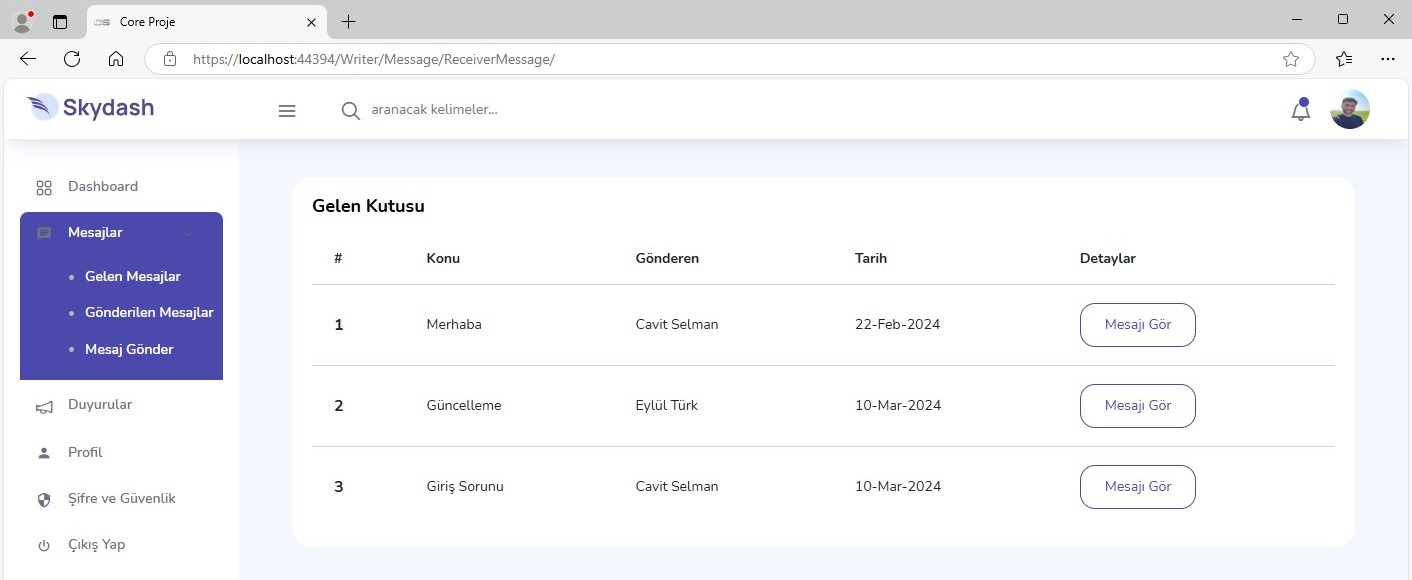 Core Proje
https://localhost:44394/Writer/Message/ReceiverMessage/
Skydash
aranacak kelimeler...
Dashboard
Mesajlar
Gelen Mesajlar
Gönderilen Mesajlar
Mesaj Gönder
Duyurular
Profil
Şifre ve Güvenlik
Çıkış Yap
Gelen Kutusu
# Konu Gönderen Tarih Detaylar
1 Merhaba Cavit Selman 22-Feb-2024 Mesajı Gör
2 Güncelleme Eylül Türk 10-Mar-2024 Mesajı Gör
3 Giriş Sorunu Cavit Selman 10-Mar-2024 Mesajı Gör